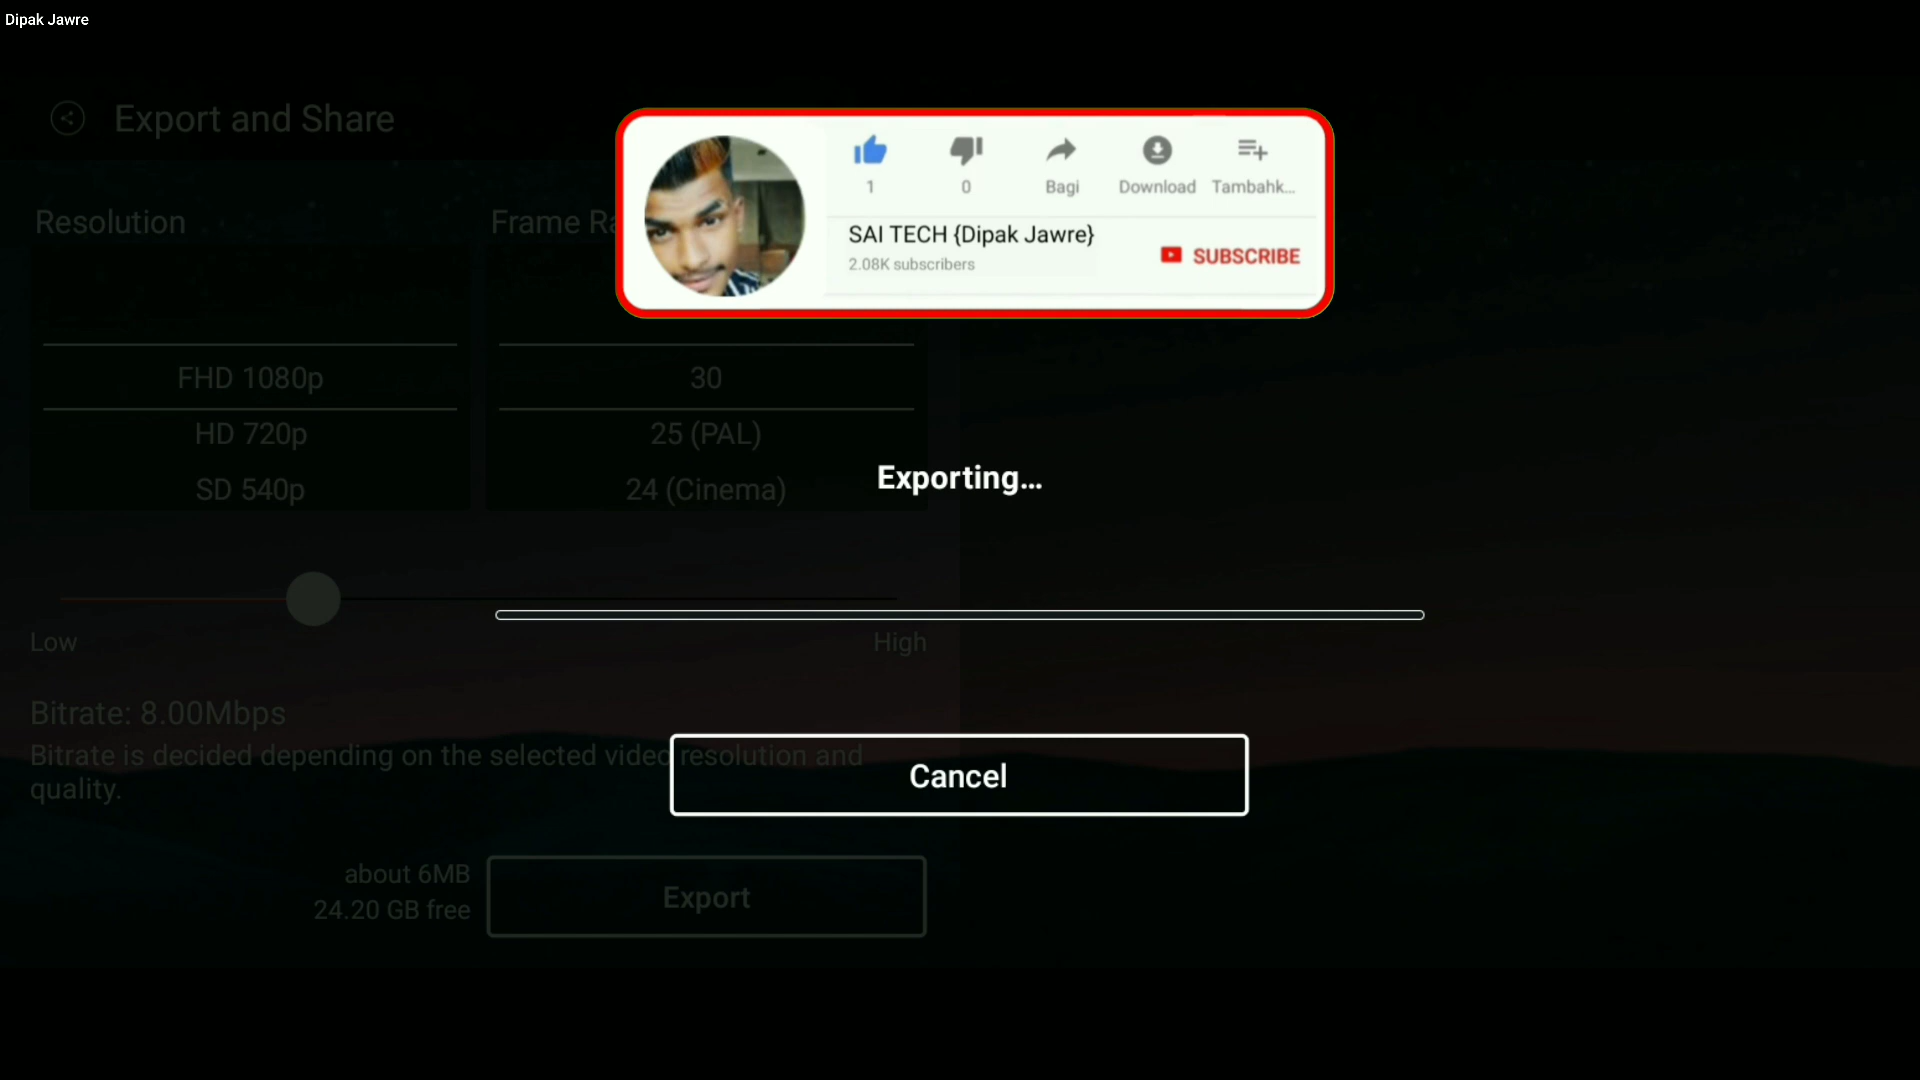 Dipak Jawre
Export and Share
1
0
Bagi
Download
Tambahk...
SAI TECH {Dipak Jawre}
2.08K subscribers
SUBSCRIBE
Resolution
Frame Ra
FHD 1080p
HD 720p
SD 540p
30
25 (PAL)
24 (Cinema)
Exporting...
Low
High
Bitrate: 8.00Mbps
Bitrate is decided depending on the selected video resolution and
quality.
Cancel
about 6MB
24.20 GB free
Export